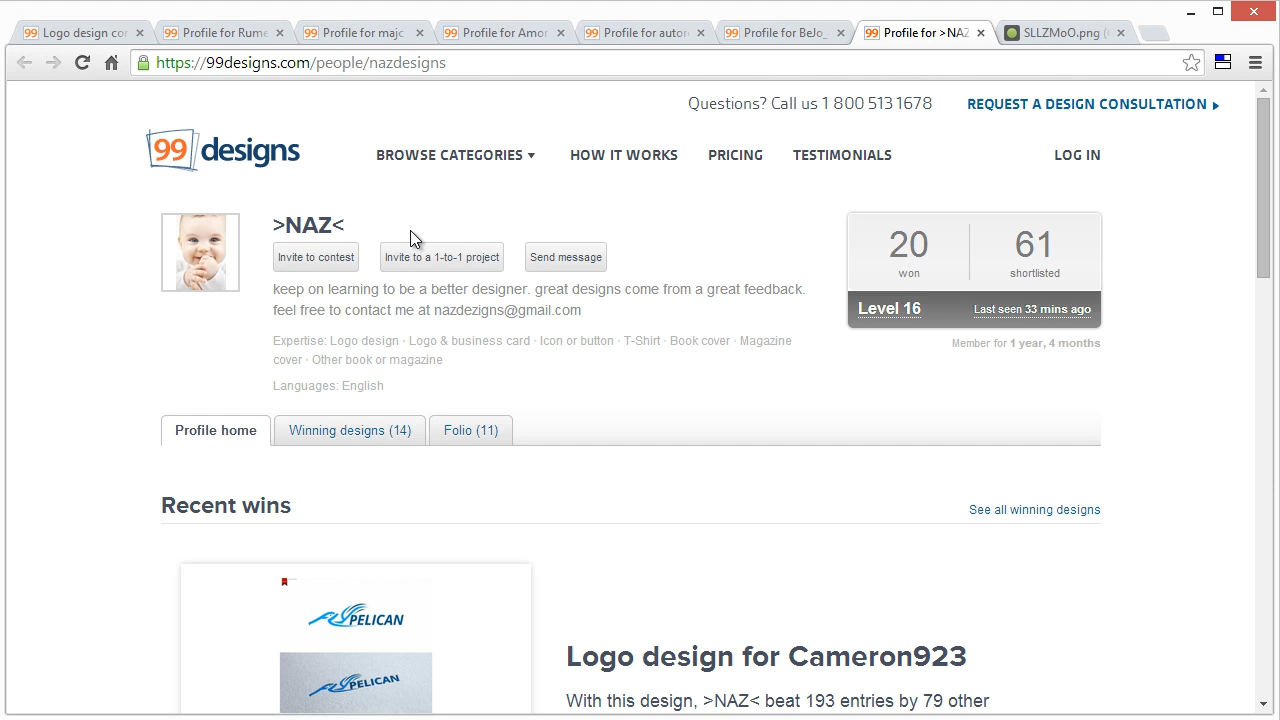 Logo design cor
Profile for Rume
Profile for majc
Profile for Amor
Profile for autor
Profile for BeJo_
Profile for >NAZ
SLLZMoO.png (
https://99designs.com/people/nazdesigns
Questions? Call us 1 800 513 1678
REQUEST A DESIGN CONSULTATION
99designs
BROWSE CATEGORIES
HOW IT WORKS
PRICING
TESTIMONIALS
LOG IN
>NAZ<
Invite to contest
Invite to a 1-to-1 project
Send message
keep on learning to be a better designer. great designs come from a great feedback.
feel free to contact me at nazdezigns@gmail.com
Expertise: Logo design · Logo & business card · Icon or button · T-Shirt · Book cover · Magazine
cover · Other book or magazine
Languages: English
20
won
61
shortlisted
Level 16
Last seen 33 mins ago
Member for 1 year, 4 months
Profile home
Winning designs (14)
Folio (11)
Recent wins
See all winning designs
PELICAN
PELICAN
Logo design for Cameron923
With this design, >NAZ< beat 193 entries by 79 other